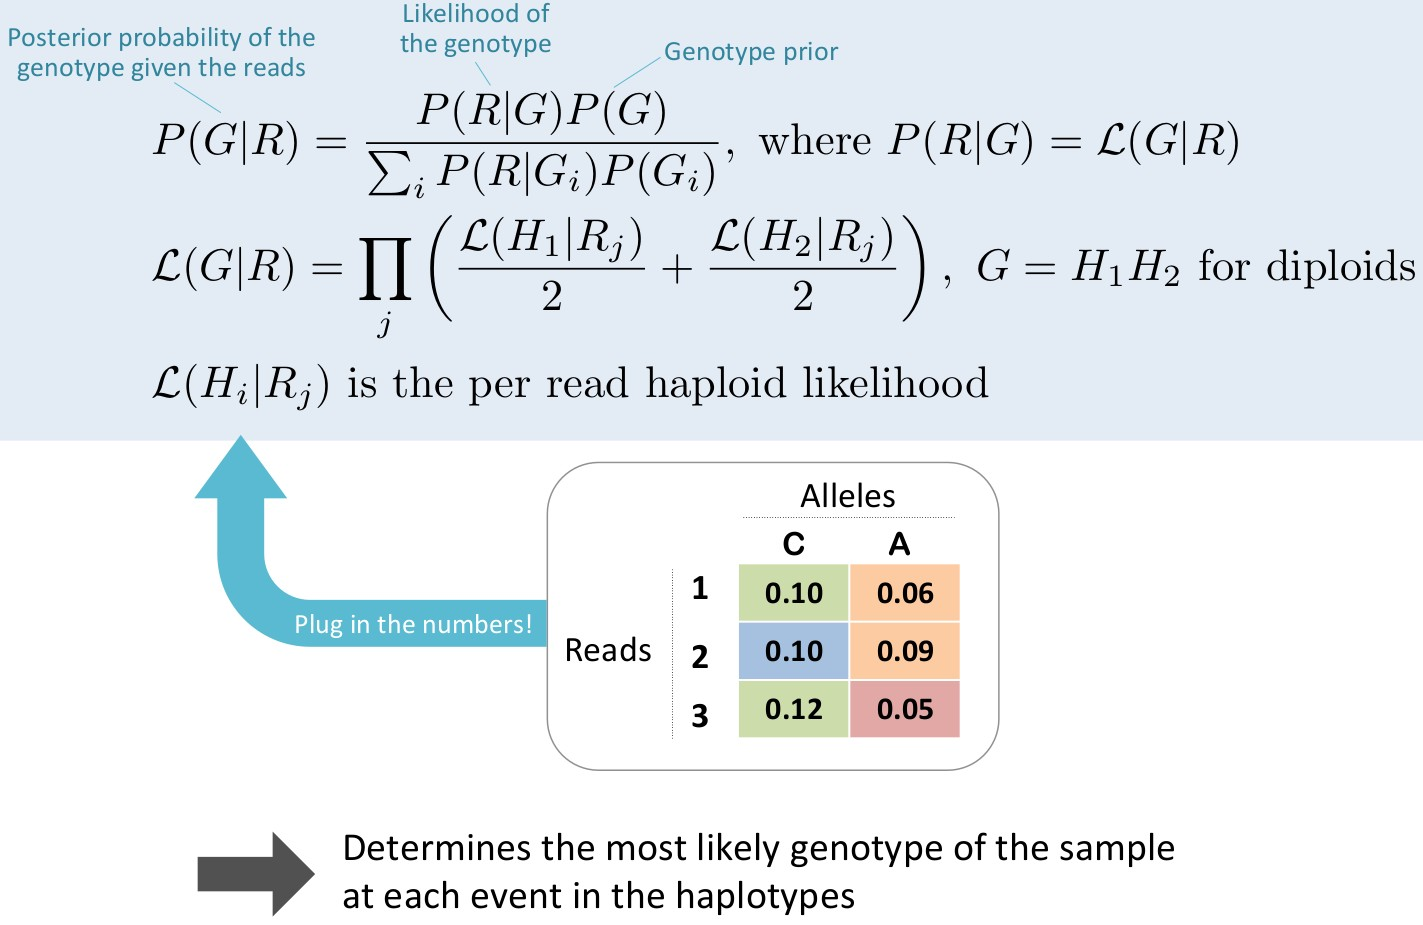 Posterior probability of the
genotype given the reads
Likelihood of
the genotype
Genotype prior
P(G|R) = P(R|G)P(G) / ∑_i P(R|G_i)P(G_i), where P(R|G) = ℒ(G|R)
ℒ(G|R) = ∏_j ( ℒ(H_1|R_j) / 2 + ℒ(H_2|R_j) / 2 ), G = H_1H_2 for diploids
ℒ(H_i|R_j) is the per read haploid likelihood
Plug in the numbers!
Alleles
C A
Reads
1 0.10 0.06
2 0.10 0.09
3 0.12 0.05
Determines the most likely genotype of the sample
at each event in the haplotypes